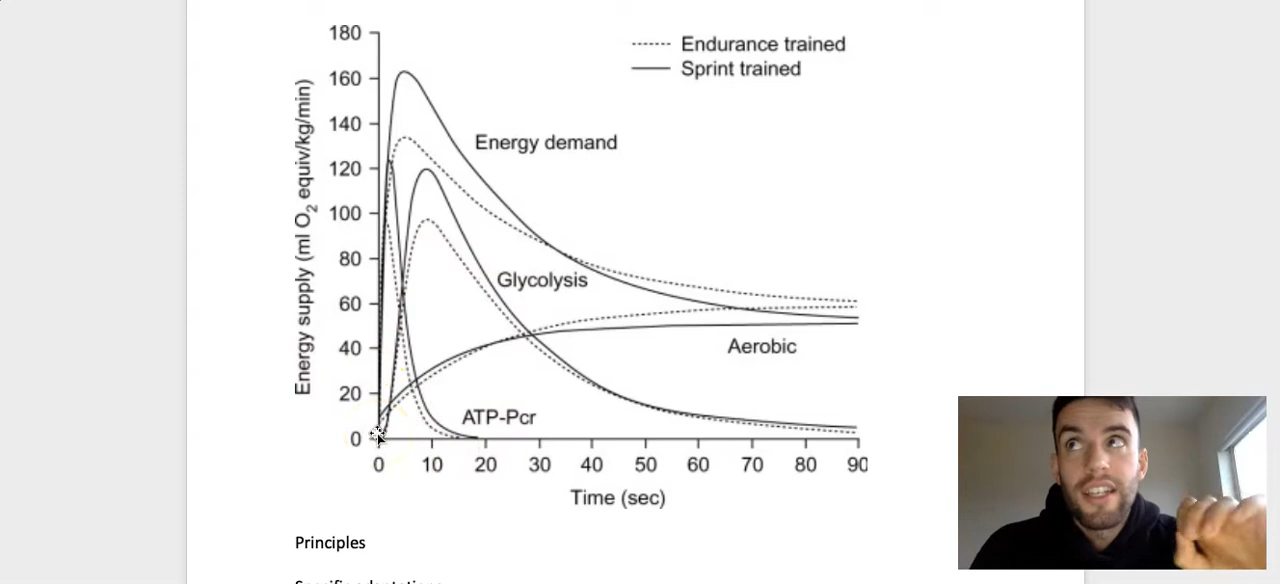 180
160
140
120
100
80
60
40
20
0
Energy supply (ml O2 equiv/kg/min)
Endurance trained
Sprint trained
Energy demand
Glycolysis
Aerobic
ATP-Pcr
0 10 20 30 40 50 60 70 80 90
Time (sec)
Principles